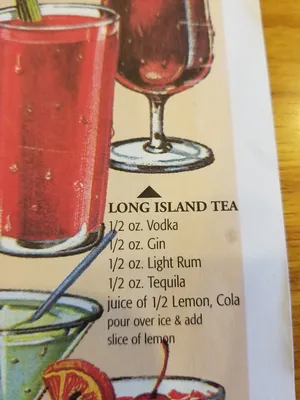 LONG ISLAND TEA
1/2 oz. Vodka
1/2 oz. Gin
1/2 oz. Light Rum
1/2 oz. Tequila
juice of 1/2 Lemon, Cola
pour over ice & add
slice of lemon